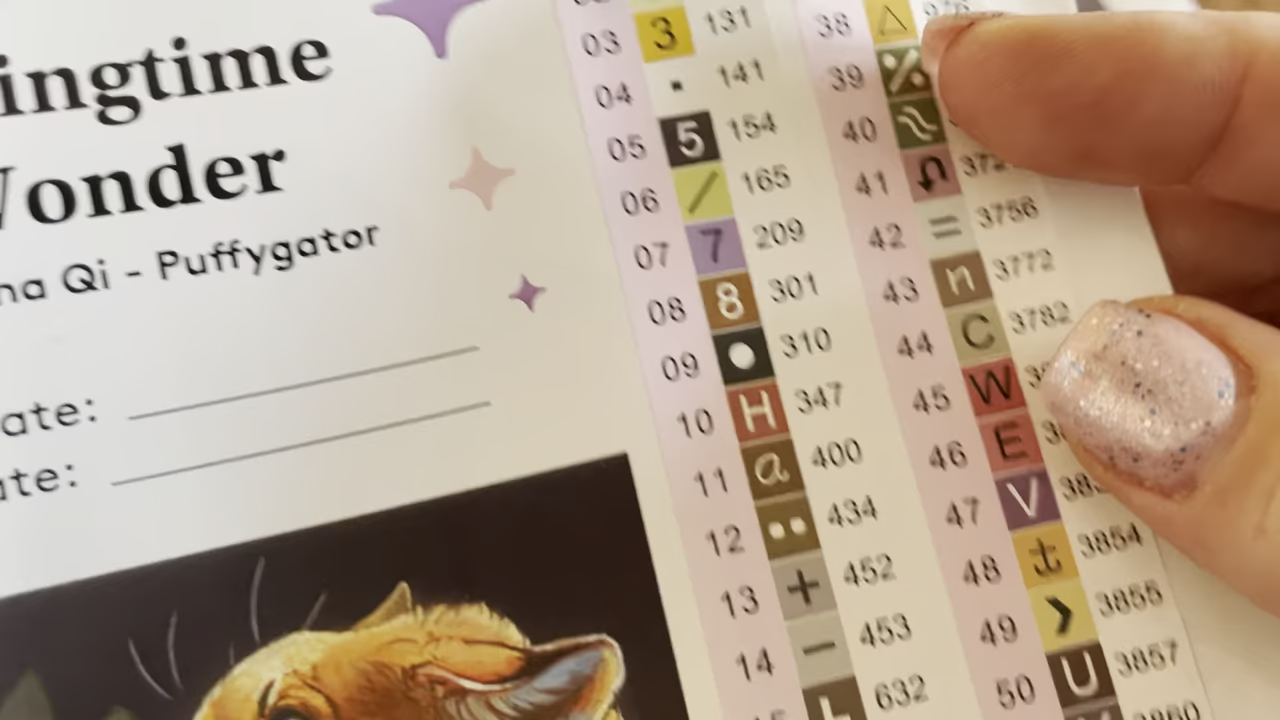 ingtime
Wonder
na Qi - Puffygator
ate:
ate:
03 3 131
04 ▪ 141
05 5 154
06 / 165
07 7 209
08 8 301
09 ● 310
10 H 347
11 a 400
12 •• 434
13 + 452
14 − 453
L 632
38 △
39 %
40
41
42 = 3756
43 n 3772
44 C 3782
45 W
46 E
47 V
48 ⚓ 3854
49 > 3855
50 U 3857